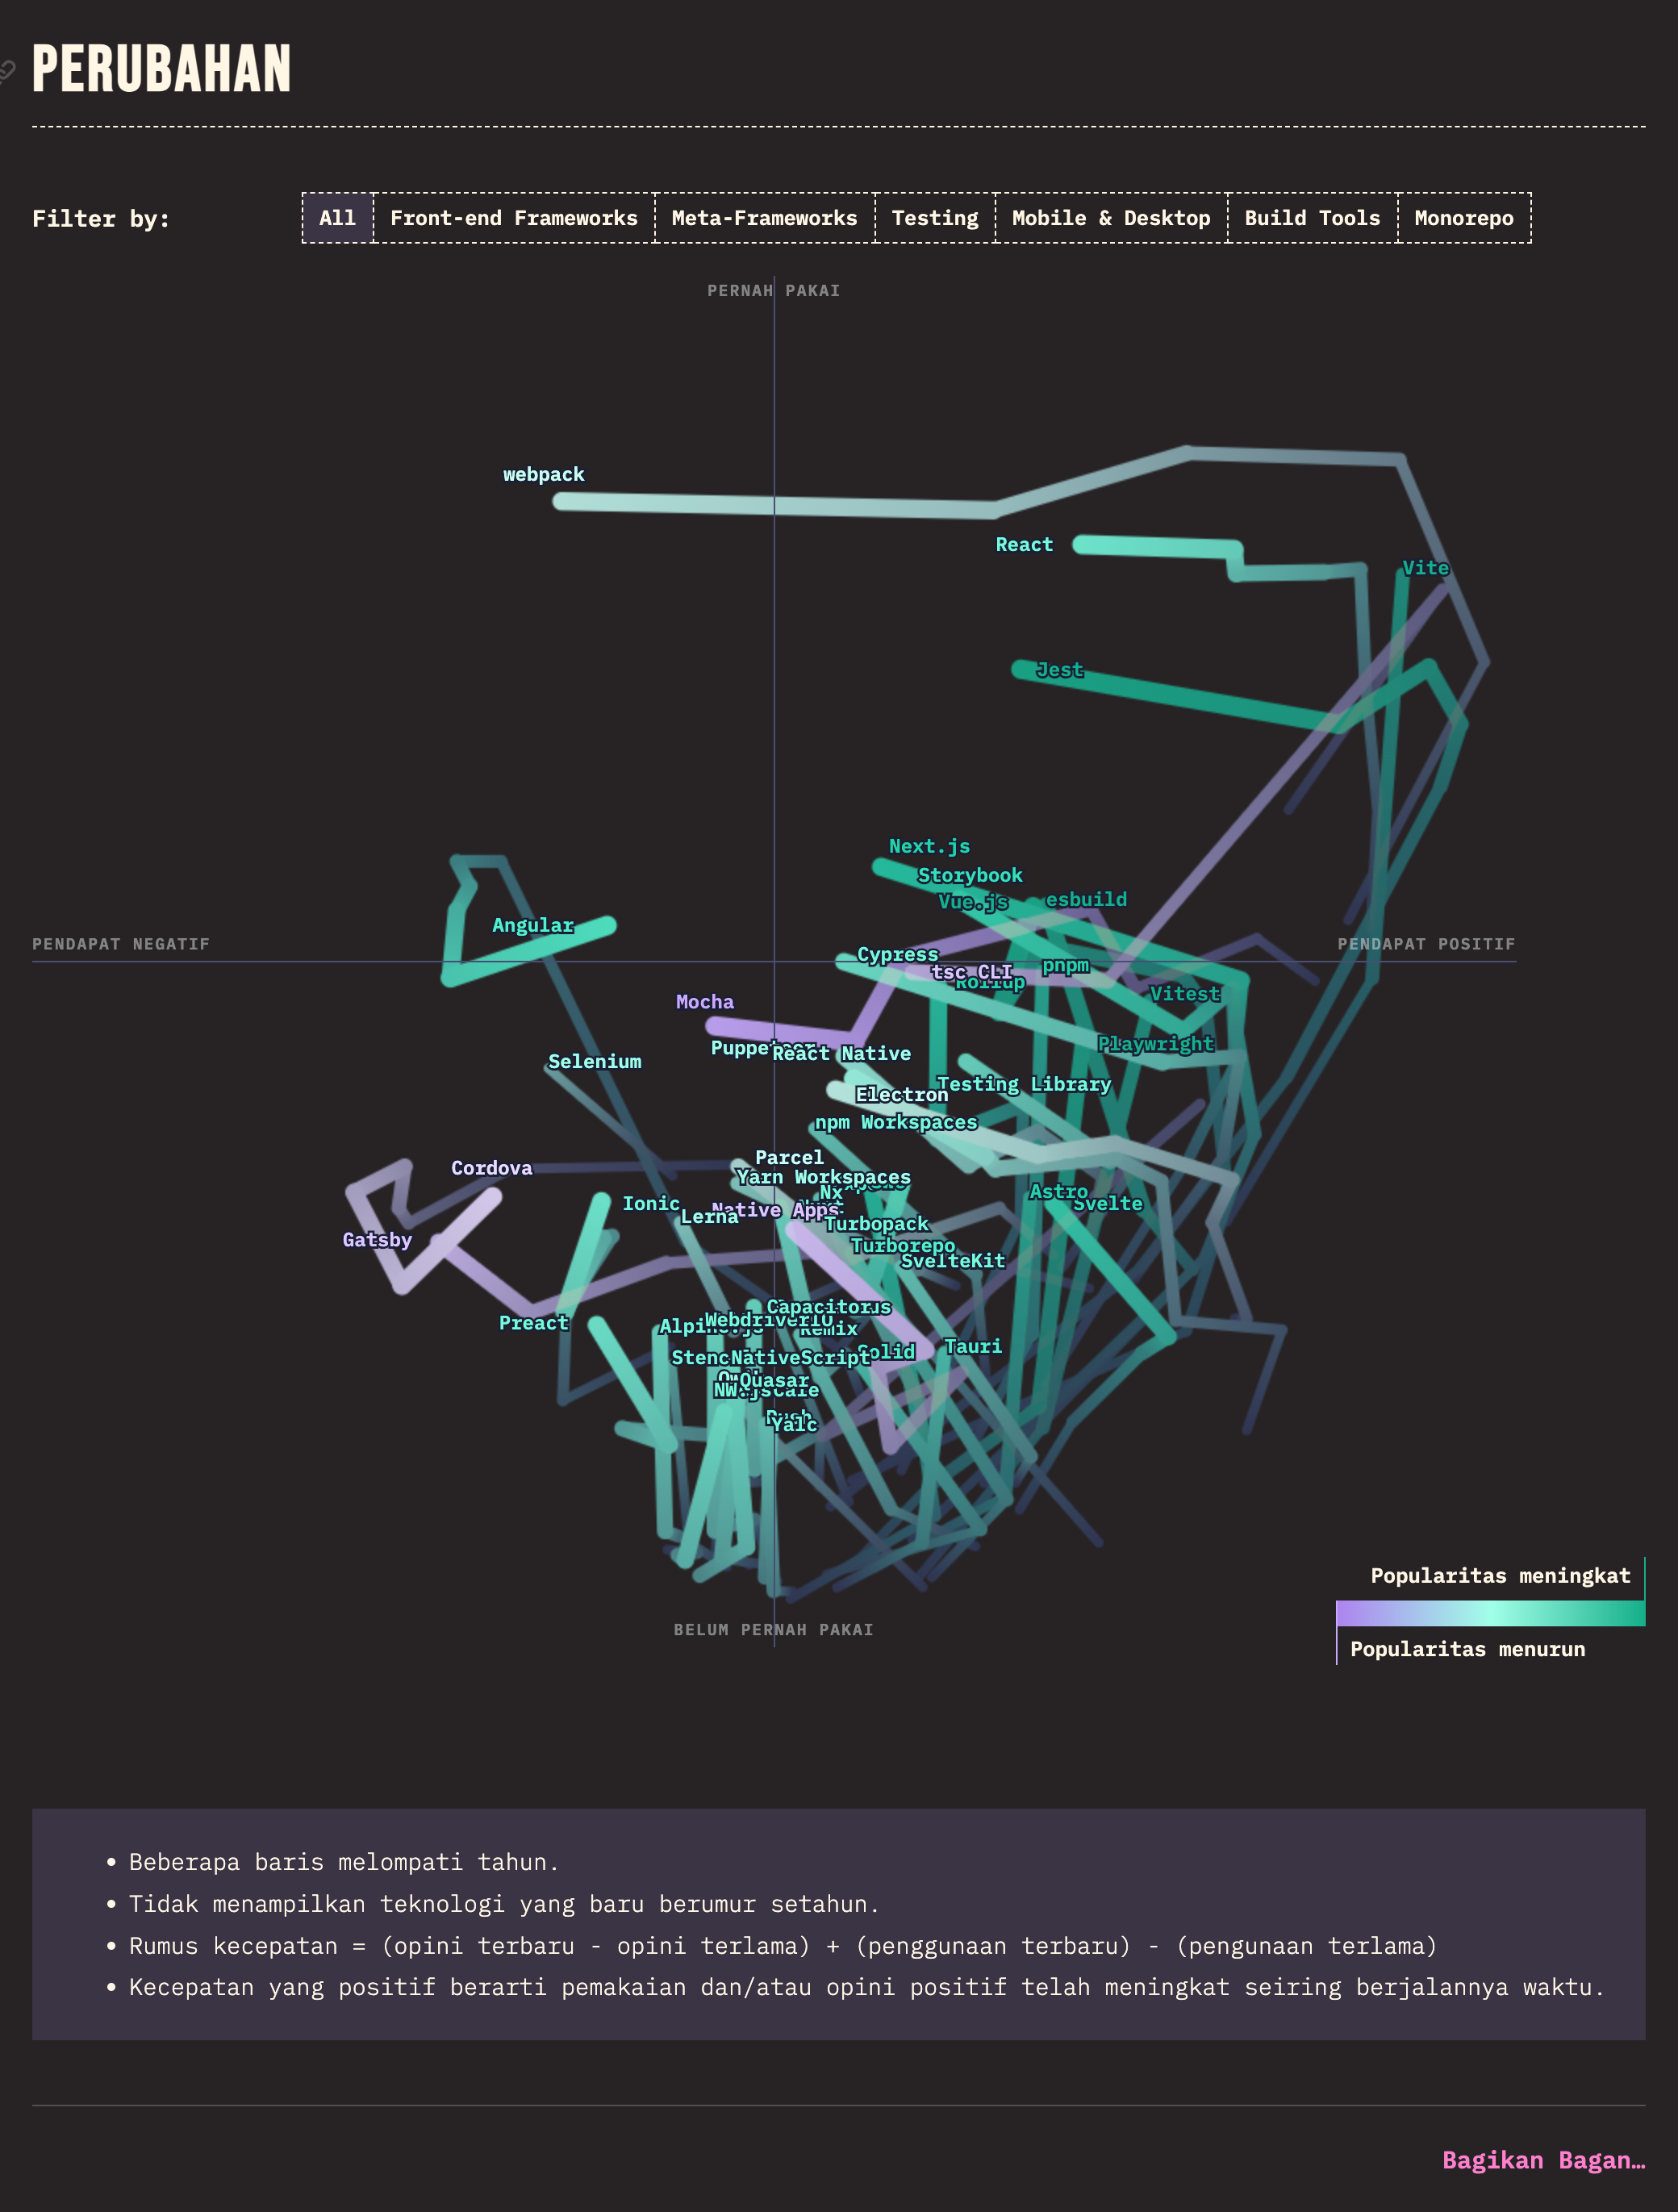 PERUBAHAN
Filter by:
All
Front-end Frameworks
Meta-Frameworks
Testing
Mobile & Desktop
Build Tools
Monorepo
PERNAH PAKAI
webpack
React
Vite
Jest
Next.js
Storybook
Vue.js
esbuild
Angular
PENDAPAT NEGATIF
PENDAPAT POSITIF
Cypress
pnpm
tsc CLI
Rollup
Vitest
Mocha
Playwright
Puppeteer
React Native
Selenium
Testing Library
Electron
npm Workspaces
Parcel
Cordova
Yarn Workspaces
Nx
Astro
Svelte
Ionic
Native Apps
Lerna
Turbopack
Gatsby
Turborepo
SvelteKit
Capacitor
Preact
WebdriverIO
Alpine.js
Remix
Tauri
Solid
NativeScript
Quasar
NW.js
Yalc
BELUM PERNAH PAKAI
Popularitas meningkat
Popularitas menurun
• Beberapa baris melompati tahun.
• Tidak menampilkan teknologi yang baru berumur setahun.
• Rumus kecepatan = (opini terbaru - opini terlama) + (penggunaan terbaru) - (pengunaan terlama)
• Kecepatan yang positif berarti pemakaian dan/atau opini positif telah meningkat seiring berjalannya waktu.
Bagikan Bagan…